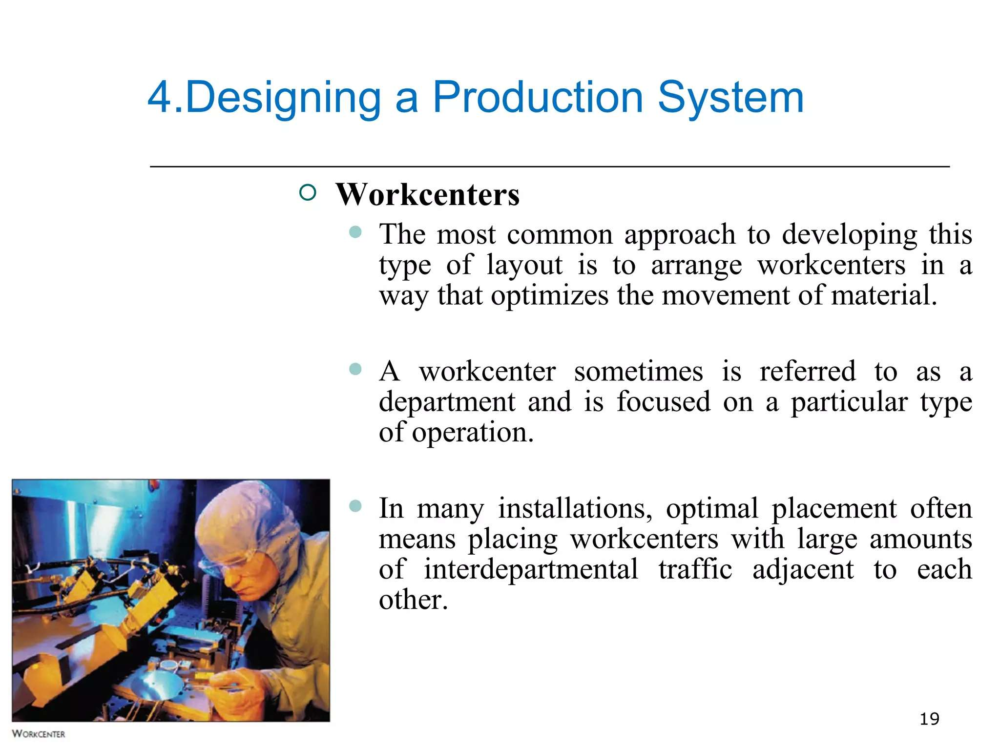 4.Designing a Production System
Workcenters
The most common approach to developing this
type of layout is to arrange workcenters in a
way that optimizes the movement of material.
A workcenter sometimes is referred to as a
department and is focused on a particular type
of operation.
In many installations, optimal placement often
means placing workcenters with large amounts
of interdepartmental traffic adjacent to each
other.
WORKCENTER
19